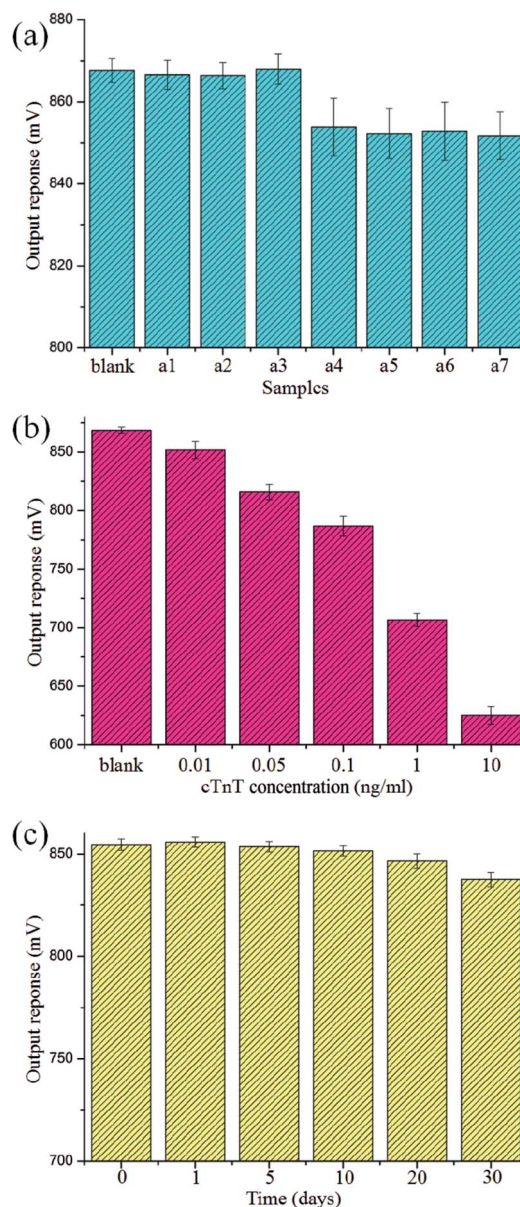 (a)
880
860
840
820
800
Output reponse (mV)
blank a1 a2 a3 a4 a5 a6 a7
Samples
(b)
850
800
750
700
650
600
Output reponse (mV)
blank 0.01 0.05 0.1 1 10
cTnT concentration (ng/ml)
(c)
850
800
750
700
Output reponse (mV)
0 1 5 10 20 30
Time (days)